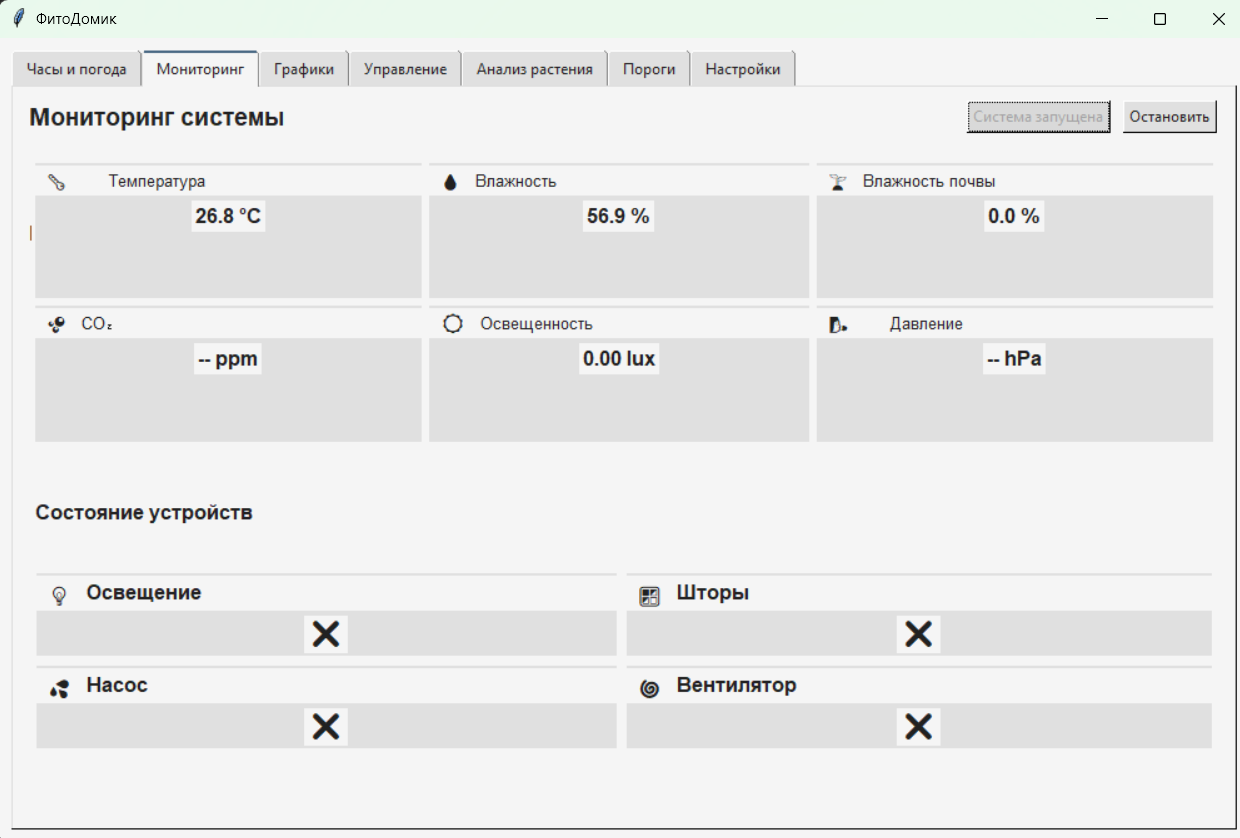 ФитоДомик
Часы и погода Мониторинг Графики Управление Анализ растения Пороги Настройки
Мониторинг системы Система запущена Остановить
Температура Влажность Влажность почвы
26.8 °C 56.9 % 0.0 %
CO₂ Освещенность Давление
-- ppm 0.00 lux -- hPa
Состояние устройств
Освещение Шторы
Насос Вентилятор